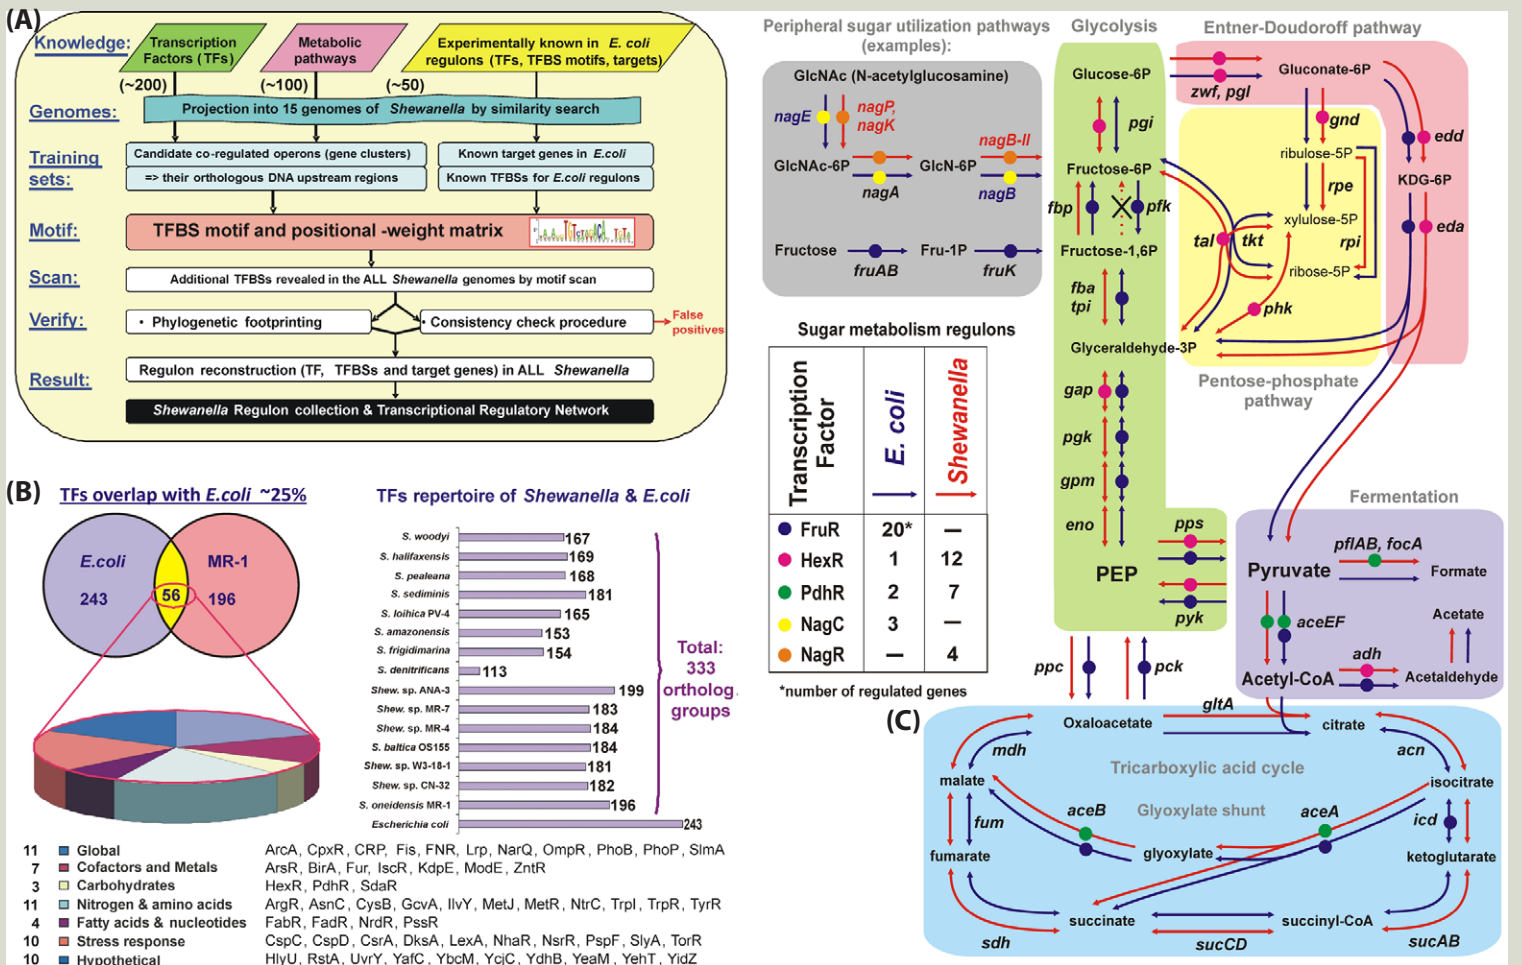 (A)
Knowledge:
Transcription
Factors (TFs)
Metabolic
pathways
Experimentally known in E. coli
regulons (TFs, TFBS motifs, targets)
(~200)
(~100)
(~50)
Genomes:
Projection into 15 genomes of Shewanella by similarity search
Training
sets:
Candidate co-regulated operons (gene clusters)
Known target genes in E.coli
=> their orthologous DNA upstream regions
Known TFBSs for E.coli regulons
Motif:
TFBS motif and positional -weight matrix
Scan:
Additional TFBSs revealed in the ALL Shewanella genomes by motif scan
Verify:
• Phylogenetic footprinting
• Consistency check procedure
False
positives
Result:
Regulon reconstruction (TF, TFBSs and target genes) in ALL Shewanella
Shewanella Regulon collection & Transcriptional Regulatory Network
(B)
TFs overlap with E.coli ~25%
E.coli
243
56
MR-1
196
TFs repertoire of Shewanella & E.coli
S. woodyi 167
S. halifaxensis 169
S. pealeana 168
S. sediminis 181
S. loihica PV-4 165
S. amazonensis 153
S. frigidimarina 154
S. denitrificans 113
Shew. sp. ANA-3 199
Shew. sp. MR-7 183
Shew. sp. MR-4 184
S. baltica OS155 184
Shew. sp. W3-18-1 181
Shew. sp. CN-32 182
S. oneidensis MR-1 196
Escherichia coli 243
Total:
333
ortholog.
groups
11 Global ArcA, CpxR, CRP, Fis, FNR, Lrp, NarQ, OmpR, PhoB, PhoP, SlmA
7 Cofactors and Metals ArsR, BirA, Fur, IscR, KdpE, ModE, ZntR
3 Carbohydrates HexR, PdhR, SdaR
11 Nitrogen & amino acids ArgR, AsnC, CysB, GcvA, IlvY, MetJ, MetR, NtrC, TrpI, TrpR, TyrR
4 Fatty acids & nucleotides FabR, FadR, NrdR, PssR
10 Stress response CspC, CspD, CsrA, DksA, LexA, NhaR, NsrR, PspF, SlyA, TorR
10 Hypothetical HlyU, RstA, UvrY, YafC, YbcM, YcjC, YdhB, YeaM, YehT, YidZ
Peripheral sugar utilization pathways
(examples):
GlcNAc (N-acetylglucosamine)
nagE
nagP,
nagK
GlcNAc-6P
nagA
GlcN-6P
nagB-II
nagB
Fructose
fruAB
Fru-1P
fruK
Sugar metabolism regulons
Transcription
Factor
E. coli
Shewanella
FruR 20* —
HexR 1 12
PdhR 2 7
NagC 3 —
NagR — 4
*number of regulated genes
(C)
Glycolysis
Glucose-6P
pgi
Fructose-6P
fbp
pfk
Fructose-1,6P
fba
tpi
Glyceraldehyde-3P
gap
pgk
gpm
eno
PEP
pps
pyk
ppc
pck
Entner-Doudoroff pathway
zwf, pgl
Gluconate-6P
gnd
edd
ribulose-5P
KDG-6P
rpe
xylulose-5P
eda
tal
tkt
rpi
ribose-5P
phk
Pentose-phosphate
pathway
Fermentation
pflAB, focA
Pyruvate
Formate
aceEF
Acetate
adh
Acetyl-CoA
Acetaldehyde
gltA
Oxaloacetate
citrate
mdh
acn
Tricarboxylic acid cycle
malate
isocitrate
Glyoxylate shunt
aceB
aceA
fum
icd
fumarate
glyoxylate
ketoglutarate
succinate
succinyl-CoA
sdh
sucCD
sucAB